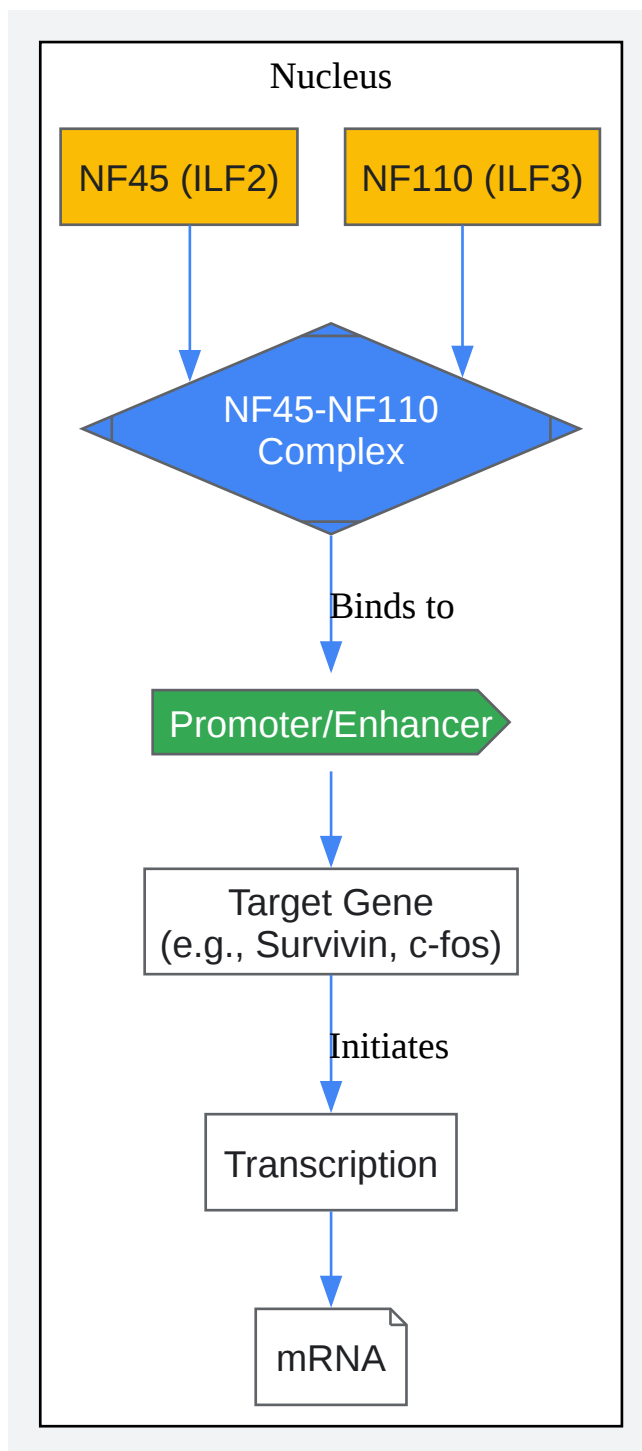 Nucleus
NF45 (ILF2)
NF110 (ILF3)
NF45-NF110
Complex
Binds to
Promoter/Enhancer
Target Gene
(e.g., Survivin, c-fos)
Initiates
Transcription
mRNA